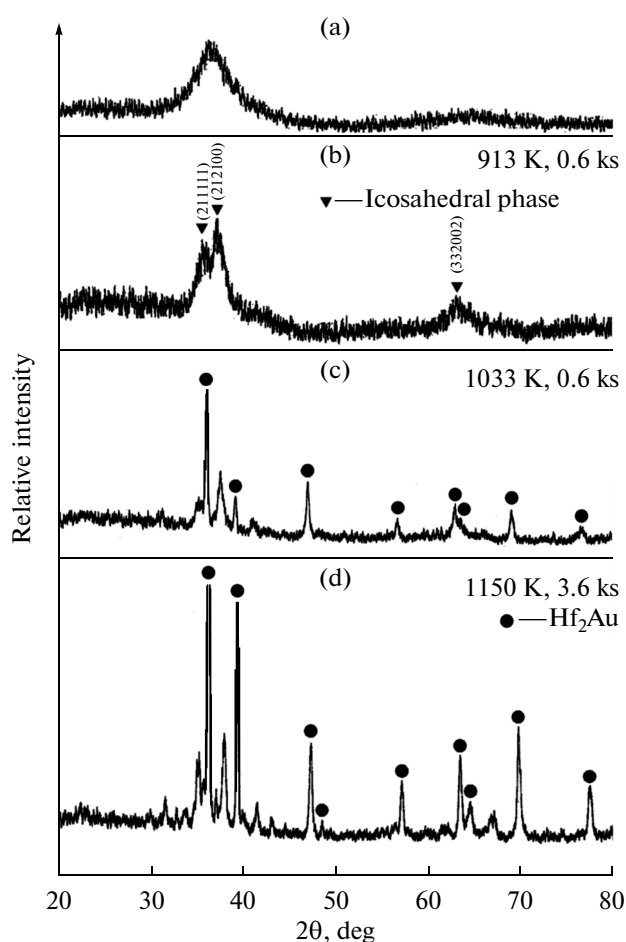 (a)
(b)
913 K, 0.6 ks
(211111)
(212100)
▼—Icosahedral phase
(332002)
(c)
1033 K, 0.6 ks
(d)
1150 K, 3.6 ks
●—Hf₂Au
Relative intensity
20 30 40 50 60 70 80
2θ, deg